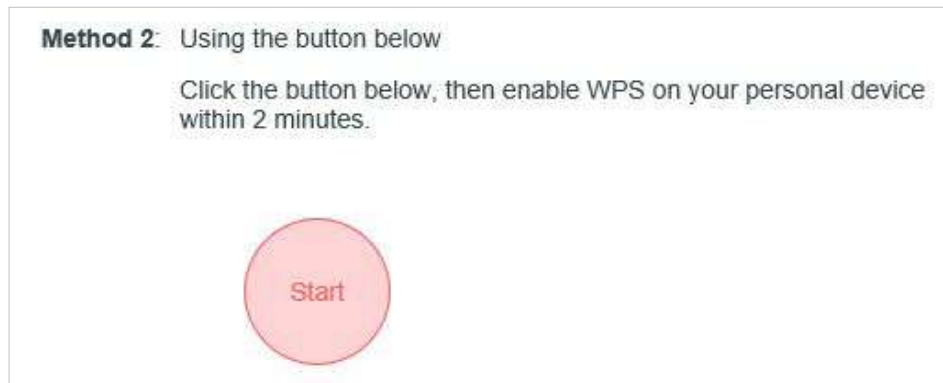 Method 2: Using the button below
Click the button below, then enable WPS on your personal device
within 2 minutes.
Start